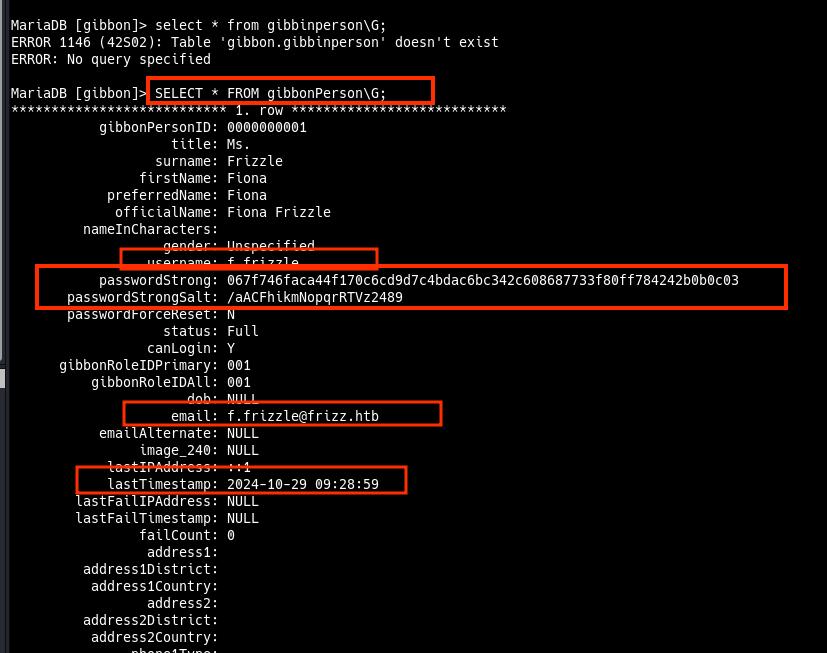 MariaDB [gibbon]> select * from gibbinperson\G;
ERROR 1146 (42S02): Table 'gibbon.gibbinperson' doesn't exist
ERROR: No query specified
MariaDB [gibbon]> SELECT * FROM gibbonPerson\G;
*************************** 1. row ***************************
gibbonPersonID: 0000000001
title: Ms.
surname: Frizzle
firstName: Fiona
preferredName: Fiona
officialName: Fiona Frizzle
nameInCharacters:
gender: Unspecified
username: f.frizzle
passwordStrong: 067f746faca44f170c6cd9d7c4bdac6bc342c608687733f80ff784242b0b0c03
passwordStrongSalt: /aACFhikmNopqrRTVz2489
passwordForceReset: N
status: Full
canLogin: Y
gibbonRoleIDPrimary: 001
gibbonRoleIDAll: 001
dob: NULL
email: f.frizzle@frizz.htb
emailAlternate: NULL
image_240: NULL
lastIPAddress: ::1
lastTimestamp: 2024-10-29 09:28:59
lastFailIPAddress: NULL
lastFailTimestamp: NULL
failCount: 0
address1:
address1District:
address1Country:
address2:
address2District:
address2Country:
phone1Type: